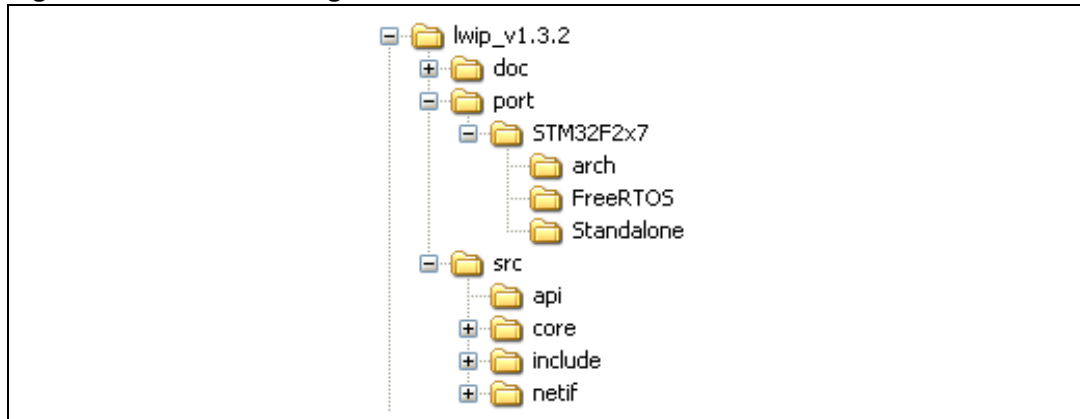 lwip_v1.3.2
doc
port
STM32F2x7
arch
FreeRTOS
Standalone
src
api
core
include
netif